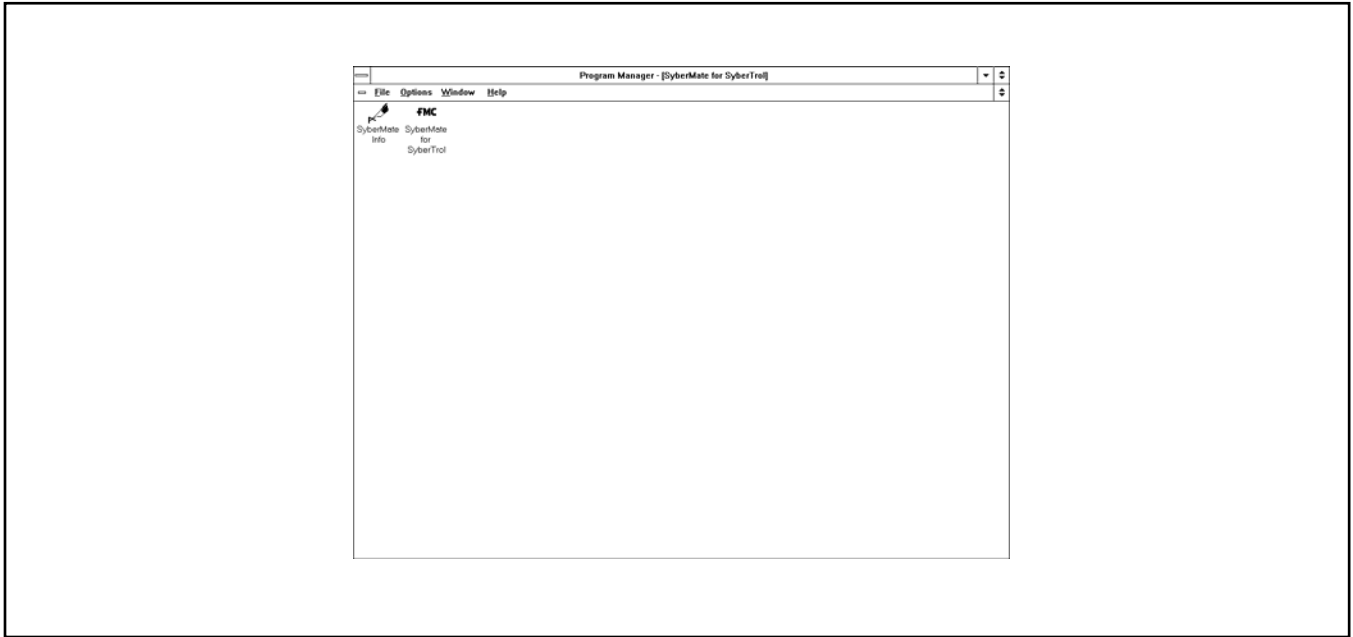 Program Manager - [SyberMate for SyberTrol]
File Options Window Help
FMC
SyberMate SyberMate
Info for
SyberTrol